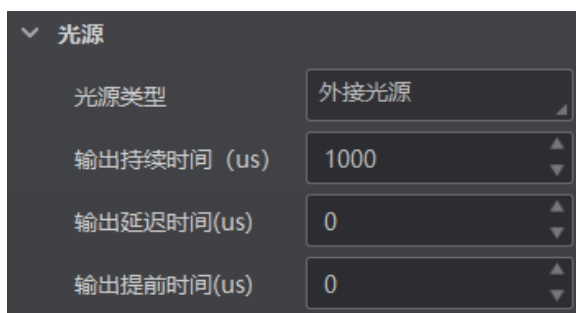 光源
光源类型 外接光源
输出持续时间（us） 1000
输出延迟时间(us) 0
输出提前时间(us) 0